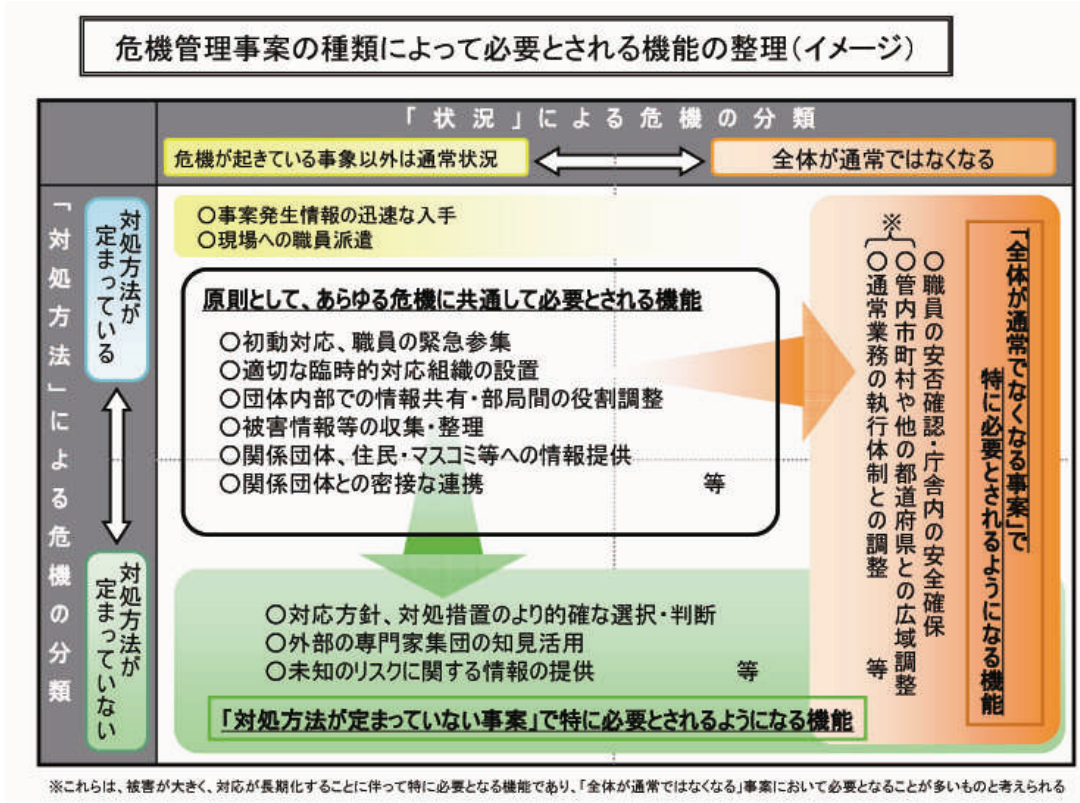 危機管理事案の種類によって必要とされる機能の整理(イメージ)
「状況」による危機の分類
危機が起きている事象以外は通常状況
全体が通常ではなくなる
「対処方法」による危機の分類
対処方法が
定まっている
対処方法が
定まっていない
○事案発生情報の迅速な入手
○現場への職員派遣
原則として、あらゆる危機に共通して必要とされる機能
○初動対応、職員の緊急参集
○適切な臨時的対応組織の設置
○団体内部での情報共有・部局間の役割調整
○被害情報等の収集・整理
○関係団体、住民・マスコミ等への情報提供
○関係団体との密接な連携 等
「全体が通常でなくなる事案」で
特に必要とされるようになる機能
○職員の安否確認・庁舎内の安全確保
○管内市町村や他の都道府県との広域調整
○通常業務の執行体制との調整 等
※
○対応方針、対処措置のより的確な選択・判断
○外部の専門家集団の知見活用
○未知のリスクに関する情報の提供 等
「対処方法が定まっていない事案」で特に必要とされるようになる機能
※これらは、被害が大きく、対応が長期化することに伴って特に必要となる機能であり、「全体が通常ではなくなる」事案において必要となることが多いものと考えられる